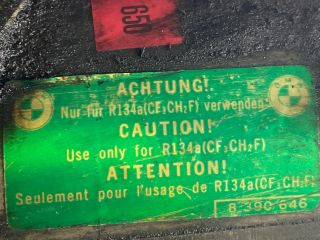 650
ACHTUNG!
Nur für R134a(CF₃CH₂F) verwenden
CAUTION!
Use only for R134a(CF₃CH₂F)
ATTENTION!
Seulement pour l'usage de R134a(CF₃CH₂F)
8 390 646